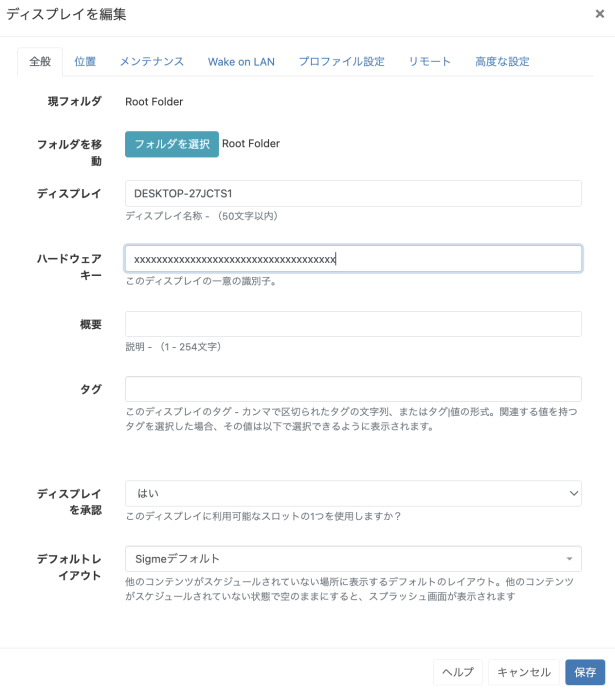 ディスプレイを編集
×
全般 位置 メンテナンス Wake on LAN プロファイル設定 リモート 高度な設定
現フォルダ Root Folder
フォルダを移動 フォルダを選択 Root Folder
ディスプレイ DESKTOP-27JCTS1
ディスプレイ名称 - （50文字以内）
ハードウェアキー xxxxxxxxxxxxxxxxxxxxxxxxxxxxxxxxxxxx
このディスプレイの一意の識別子。
概要
説明 - （1 - 254文字）
タグ
このディスプレイのタグ - カンマで区切られたタグの文字列、またはタグ|値の形式。関連する値を持つ
タグを選択した場合、その値は以下で選択できるように表示されます。
ディスプレイを承認 はい
このディスプレイに利用可能なスロットの1つを使用しますか？
デフォルトレイアウト Sigmeデフォルト
他のコンテンツがスケジュールされていない場所に表示するデフォルトのレイアウト。他のコンテンツ
がスケジュールされていない状態で空のままにすると、スプラッシュ画面が表示されます
ヘルプ キャンセル 保存